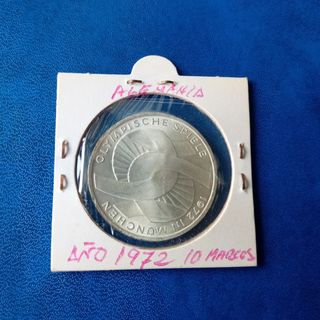 ALEMANIA
OLYMPISCHE SPIELE
1972 IN MÜNCHEN
AÑO 1972 10 MARCOS